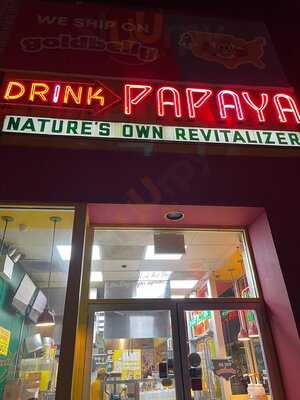 WE SHIP ON
goldbelly
DRINK PAPAYA
NATURE'S OWN REVITALIZER